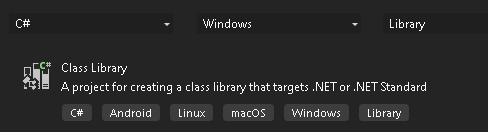 C# Windows Library
C#
Class Library
A project for creating a class library that targets .NET or .NET Standard
C# Android Linux macOS Windows Library